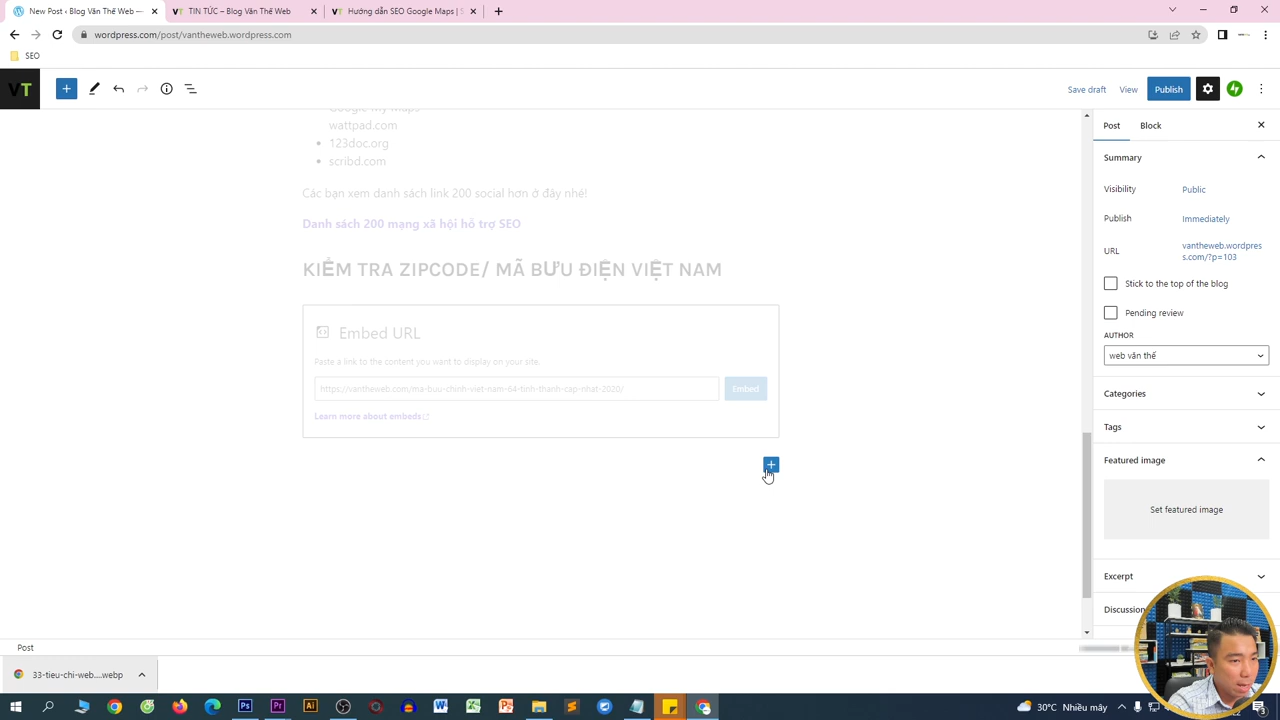 New Post ‹ Blog Văn Thế Web —
TIN TỨC – Blog Văn Thế Web
Hướng dẫn SEO Google Maps | S
wordpress.com/post/vantheweb.wordpress.com
SEO
VT
Save draft
View
Publish
Google My Maps
wattpad.com
123doc.org
scribd.com
Các bạn xem danh sách link 200 social hơn ở đây nhé!
Danh sách 200 mạng xã hội hỗ trợ SEO
KIỂM TRA ZIPCODE/ MÃ BƯU ĐIỆN VIỆT NAM
Embed URL
Paste a link to the content you want to display on your site.
https://vantheweb.com/ma-buu-chinh-viet-nam-64-tinh-thanh-cap-nhat-2020/
Embed
Learn more about embeds
Post
Block
Summary
Visibility
Public
Publish
Immediately
URL
vantheweb.wordpres
s.com/?p=103
Stick to the top of the blog
Pending review
AUTHOR
web văn thế
Categories
Tags
Featured image
Set featured image
Excerpt
Discussion
Post
33-tieu-chi-web....webp
30°C Nhiều mây